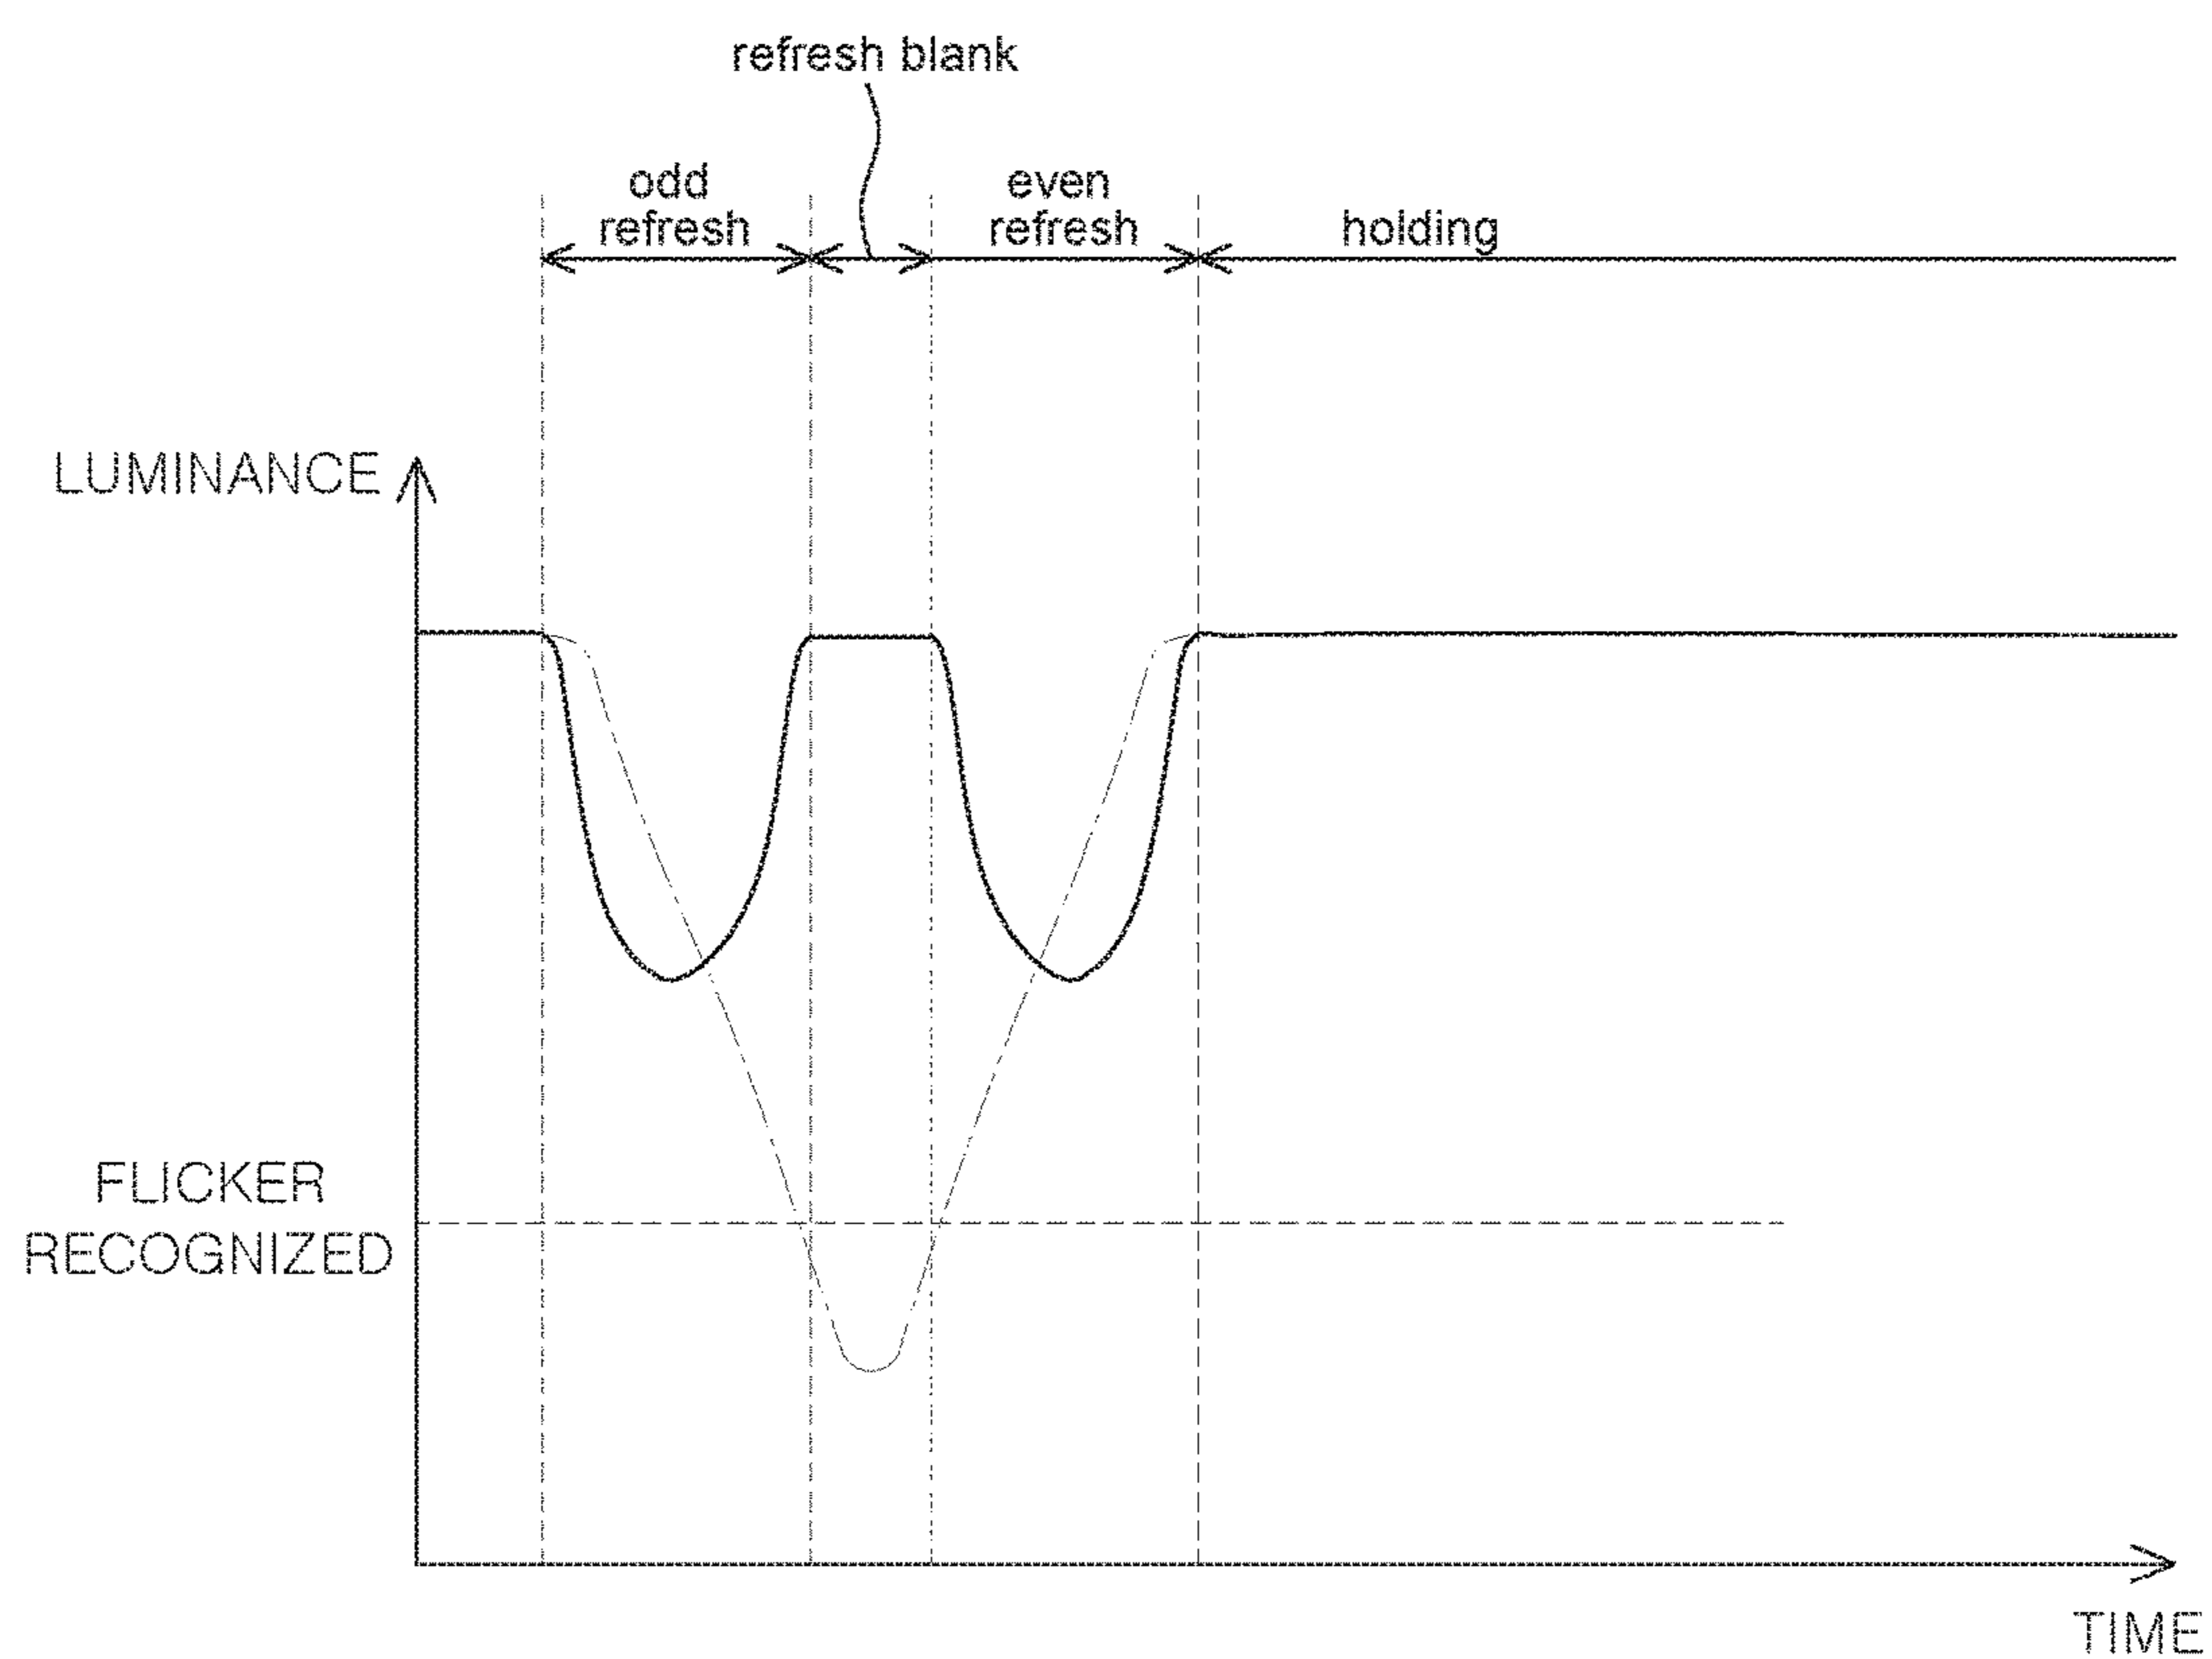 refresh blank
odd
refresh
even
refresh
holding
LUMINANCE
FLICKER
RECOGNIZED
TIME